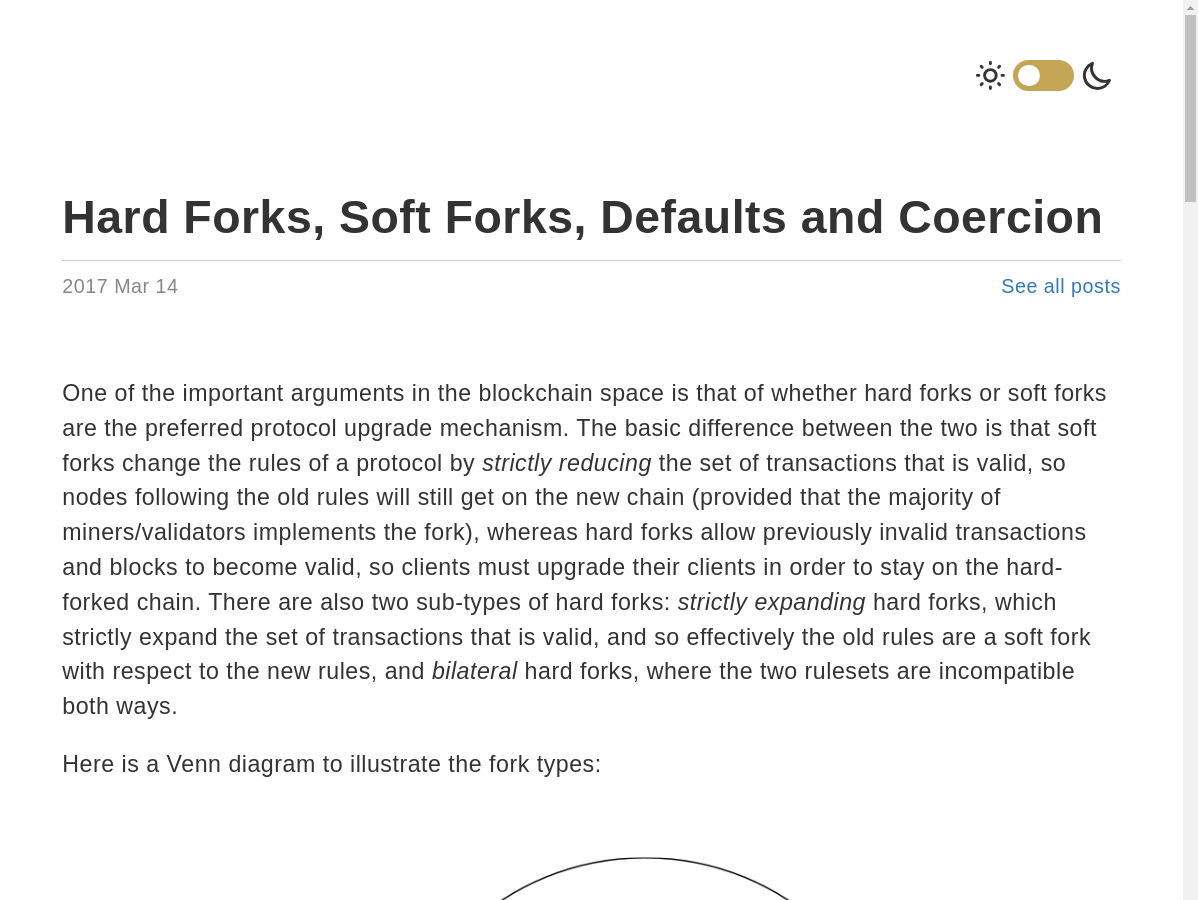 Hard Forks, Soft Forks, Defaults and Coercion
2017 Mar 14
See all posts
One of the important arguments in the blockchain space is that of whether hard forks or soft forks
are the preferred protocol upgrade mechanism. The basic difference between the two is that soft
forks change the rules of a protocol by strictly reducing the set of transactions that is valid, so
nodes following the old rules will still get on the new chain (provided that the majority of
miners/validators implements the fork), whereas hard forks allow previously invalid transactions
and blocks to become valid, so clients must upgrade their clients in order to stay on the hard-
forked chain. There are also two sub-types of hard forks: strictly expanding hard forks, which
strictly expand the set of transactions that is valid, and so effectively the old rules are a soft fork
with respect to the new rules, and bilateral hard forks, where the two rulesets are incompatible
both ways.
Here is a Venn diagram to illustrate the fork types: